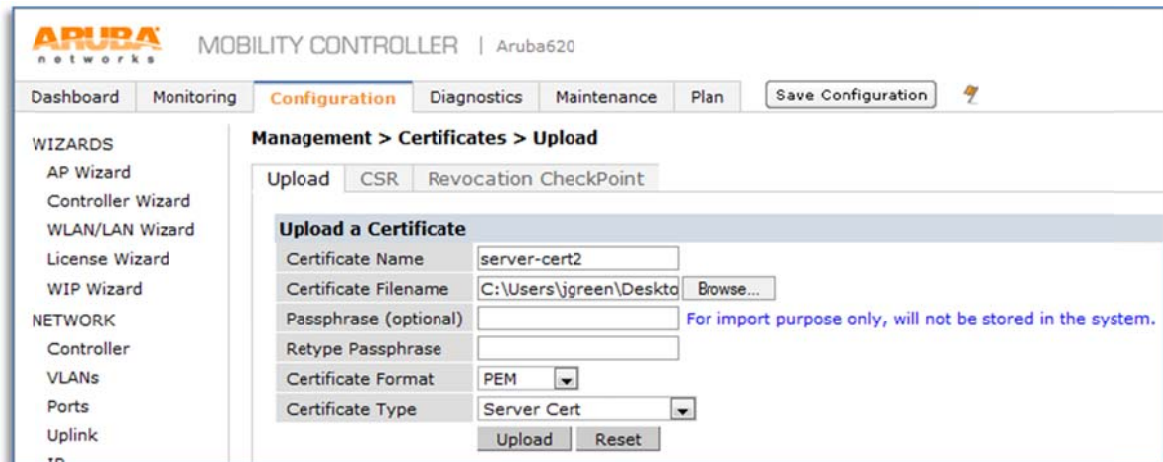 ARUBA
networks
MOBILITY CONTROLLER | Aruba620
Dashboard Monitoring Configuration Diagnostics Maintenance Plan Save Configuration
WIZARDS
AP Wizard
Controller Wizard
WLAN/LAN Wizard
License Wizard
WIP Wizard
NETWORK
Controller
VLANs
Ports
Uplink
Management > Certificates > Upload
Upload CSR Revocation CheckPoint
Upload a Certificate
Certificate Name server-cert2
Certificate Filename C:\Users\jgreen\Deskto Browse...
Passphrase (optional) For import purpose only, will not be stored in the system.
Retype Passphrase
Certificate Format PEM
Certificate Type Server Cert
Upload Reset